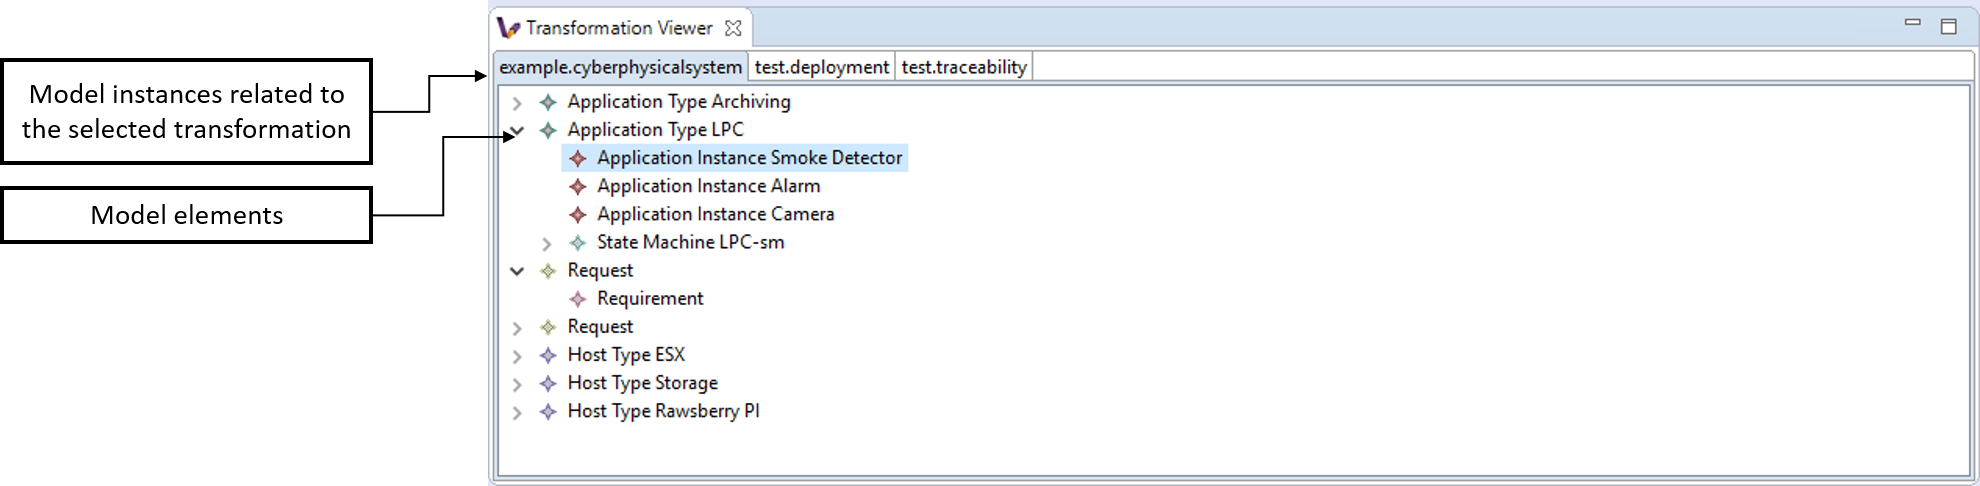 Transformation Viewer
example.cyberphysicalsystem test.deployment test.traceability
Model instances related to
the selected transformation
Model elements
Application Type Archiving
Application Type LPC
Application Instance Smoke Detector
Application Instance Alarm
Application Instance Camera
State Machine LPC-sm
Request
Requirement
Request
Host Type ESX
Host Type Storage
Host Type Rawsberry PI